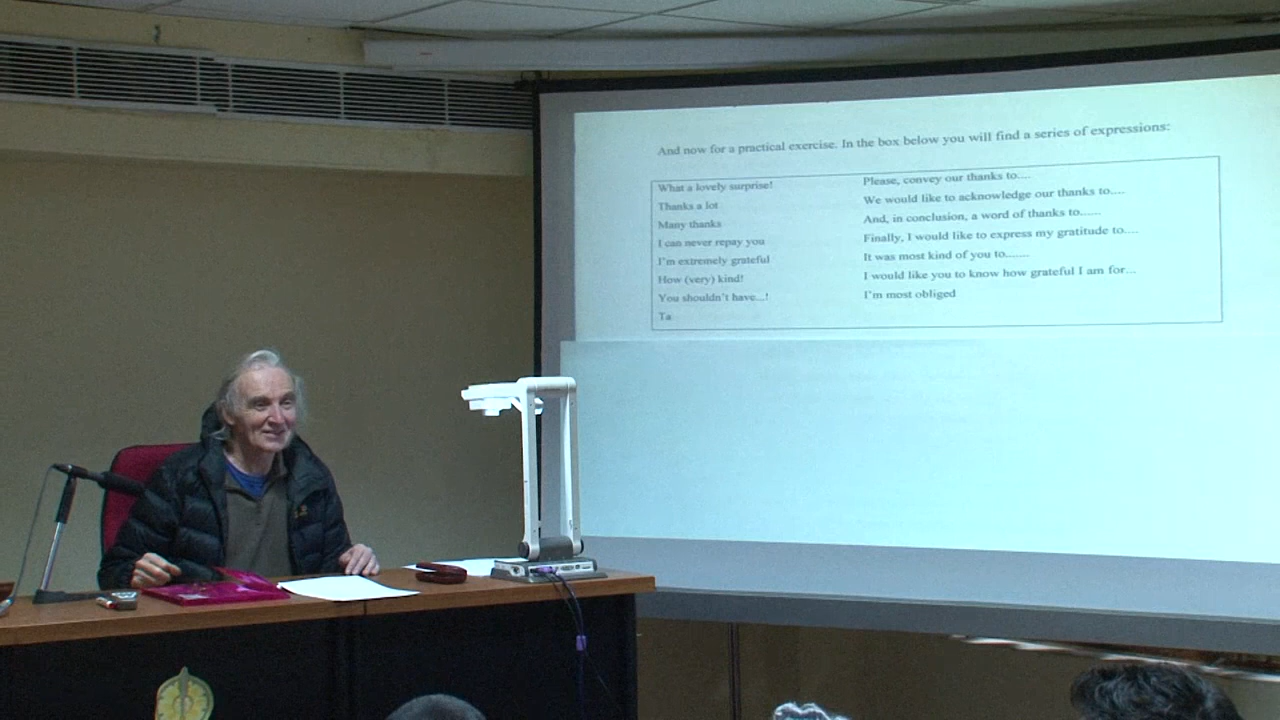 And now for a practical exercise. In the box below you will find a series of expressions:
What a lovely surprise!
Thanks a lot
Many thanks
I can never repay you
I'm extremely grateful
How (very) kind!
You shouldn't have...!
Ta
Please, convey our thanks to....
We would like to acknowledge our thanks to....
And, in conclusion, a word of thanks to......
Finally, I would like to express my gratitude to....
It was most kind of you to.......
I would like you to know how grateful I am for...
I'm most obliged